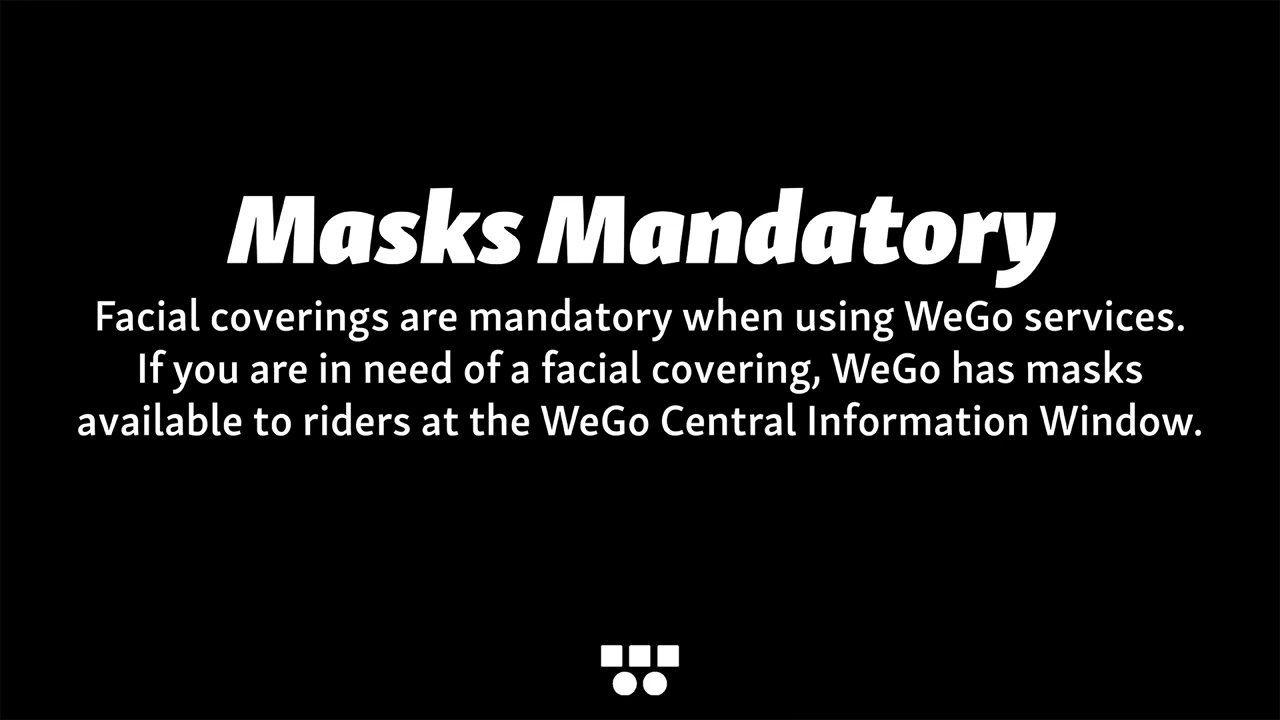 Masks Mandatory
Facial coverings are mandatory when using WeGo services.
If you are in need of a facial covering, WeGo has masks
available to riders at the WeGo Central Information Window.